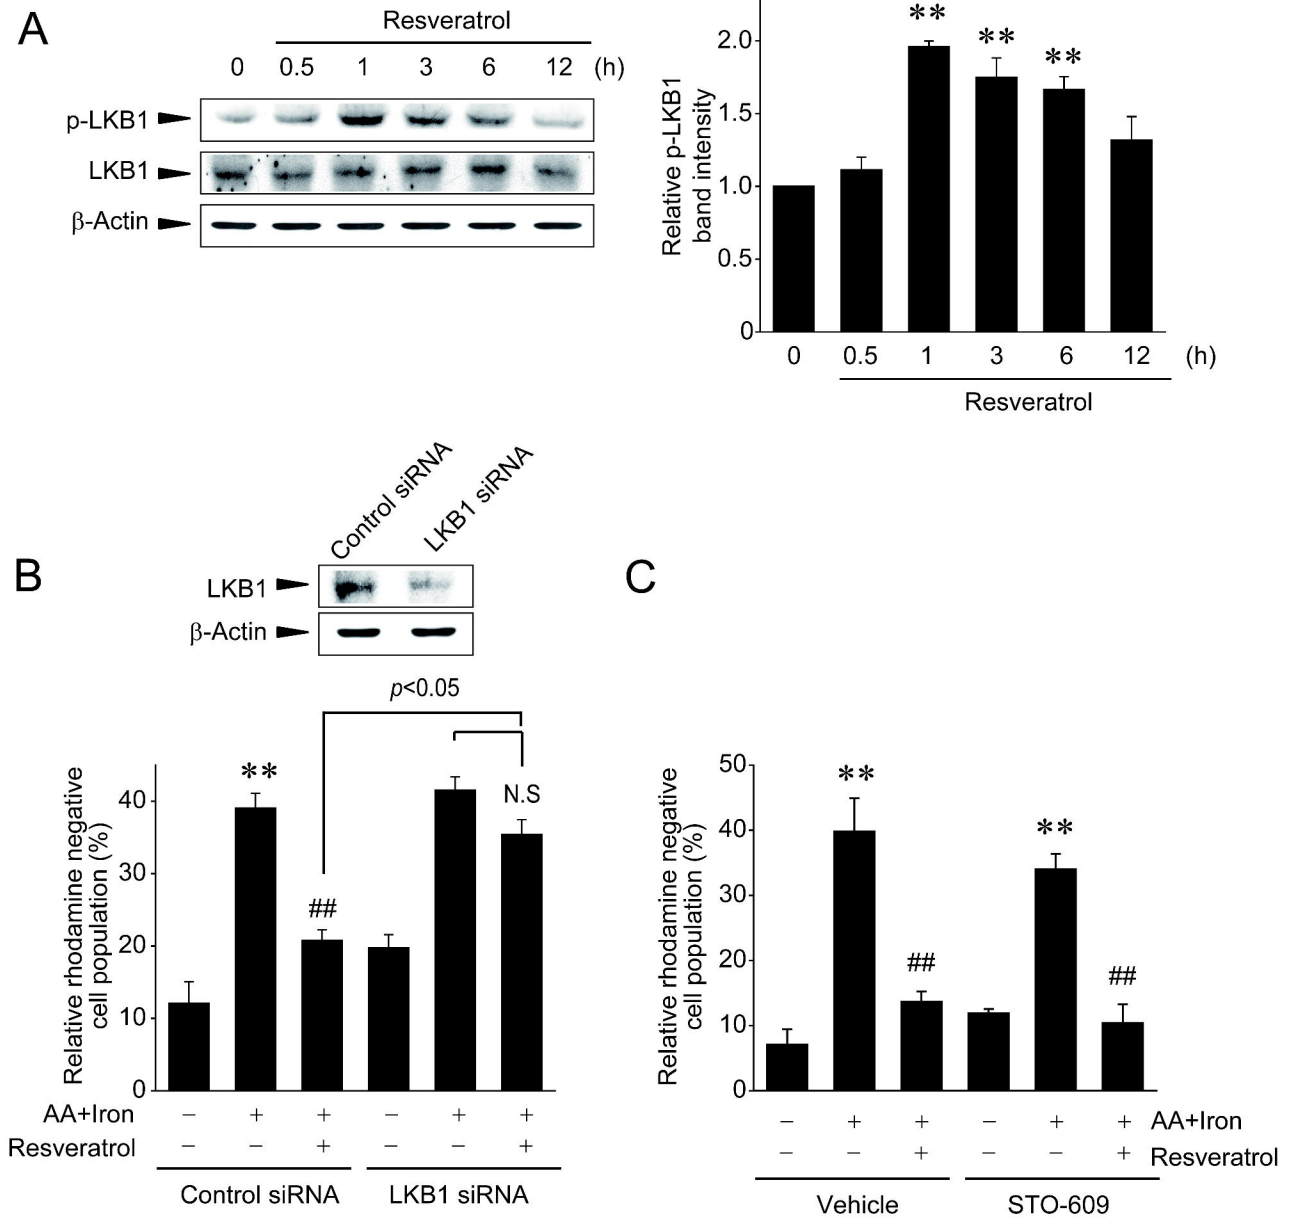 A
Resveratrol
0 0.5 1 3 6 12 (h)
p-LKB1
LKB1
β-Actin
Relative p-LKB1
band intensity
2.0
1.5
1.0
0.5
0
** ** **
0 0.5 1 3 6 12 (h)
Resveratrol
B
Control siRNA
LKB1 siRNA
LKB1
β-Actin
p<0.05
Relative rhodamine negative
cell population (%)
40
30
20
10
0
**
##
N.S
AA+Iron − + + − + +
Resveratrol − − + − − +
Control siRNA LKB1 siRNA
C
Relative rhodamine negative
cell population (%)
50
40
30
20
10
0
**
##
**
##
− + + − + + AA+Iron
− − + − − + Resveratrol
Vehicle STO-609